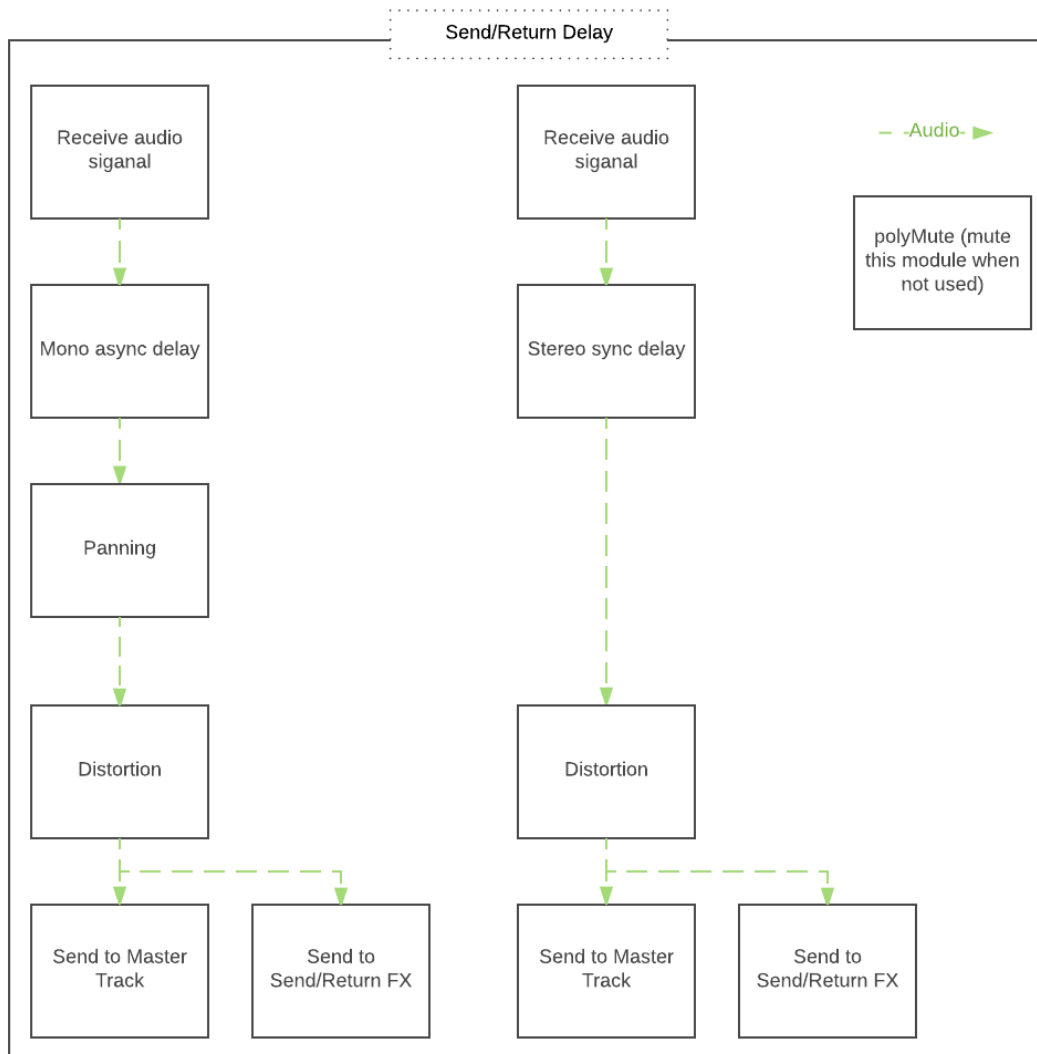 Send/Return Delay
Receive audio
siganal
Receive audio
siganal
Audio
polyMute (mute
this module when
not used)
Mono async delay
Stereo sync delay
Panning
Distortion
Distortion
Send to Master
Track
Send to
Send/Return FX
Send to Master
Track
Send to
Send/Return FX